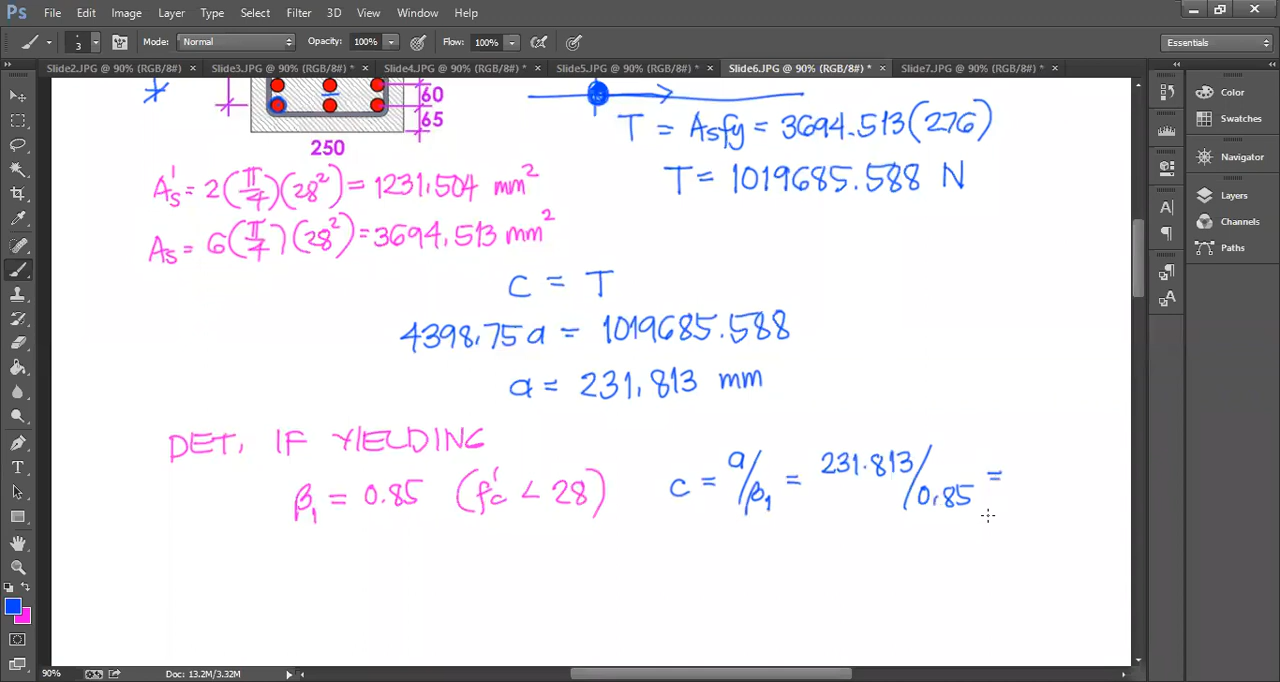 Ps File Edit Image Layer Type Select Filter 3D View Window Help
3 Mode: Normal Opacity: 100% Flow: 100% Essentials
Slide2.JPG @ 90% (RGB/8#) × Slide3.JPG @ 90% (RGB/8#) * × Slide4.JPG @ 90% (RGB/8#) * × Slide5.JPG @ 90% (RGB/8#) * × Slide6.JPG @ 90% (RGB/8#) * × Slide7.JPG @ 90% (RGB/8#) * ×
Color
Swatches
Navigator
Layers
Channels
Paths
60
65
250
T = Asfy = 3694.513(276)
T = 1019685.588 N
As' = 2(π/4)(28²) = 1231.504 mm²
As = 6(π/4)(28²) = 3694.513 mm²
C = T
4398.75a = 1019685.588
a = 231.813 mm
DET. IF YIELDING
β₁ = 0.85 (fc' < 28)
c = a/β₁ = 231.813/0.85 =
90% Doc: 13.2M/3.32M